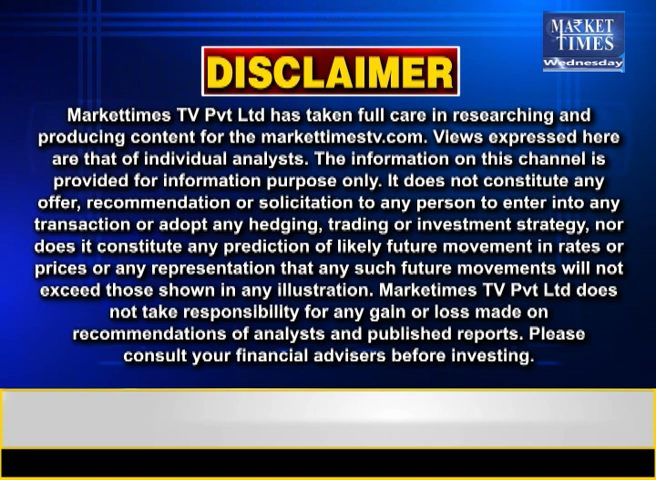 MA₹KET
TIMES
Wednesday
DISCLAIMER
Markettimes TV Pvt Ltd has taken full care in researching and
producing content for the markettimestv.com. Views expressed here
are that of individual analysts. The information on this channel is
provided for information purpose only. It does not constitute any
offer, recommendation or solicitation to any person to enter into any
transaction or adopt any hedging, trading or investment strategy, nor
does it constitute any prediction of likely future movement in rates or
prices or any representation that any such future movements will not
exceed those shown in any illustration. Marketimes TV Pvt Ltd does
not take responsibility for any gain or loss made on
recommendations of analysts and published reports. Please
consult your financial advisers before investing.